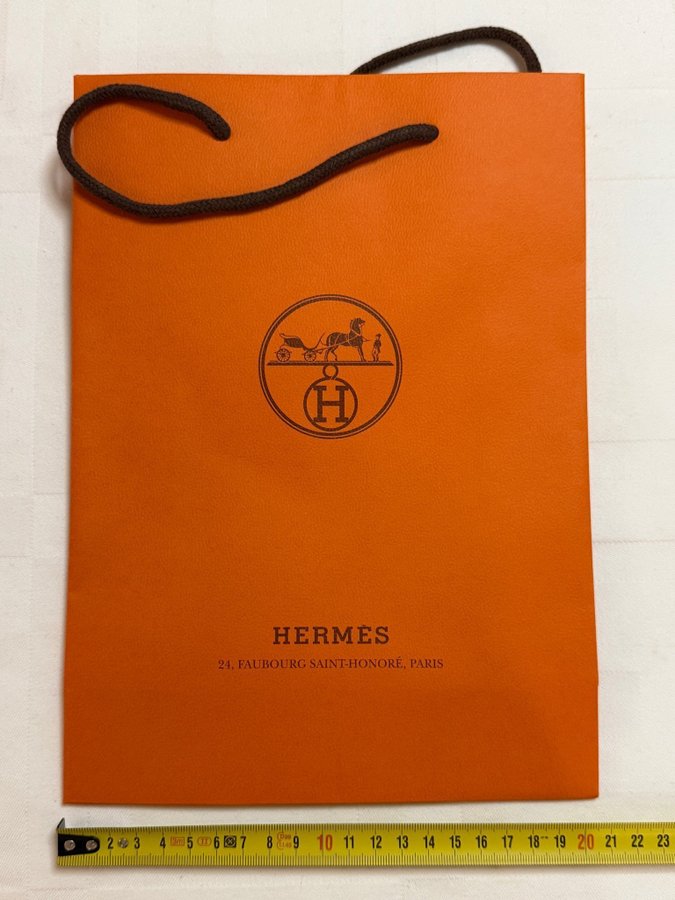 H
HERMÈS
24, FAUBOURG SAINT-HONORÉ, PARIS
2 3 4 5 6 7 8 9 10 11 12 13 14 15 16 17 18 19 20 21 22 23